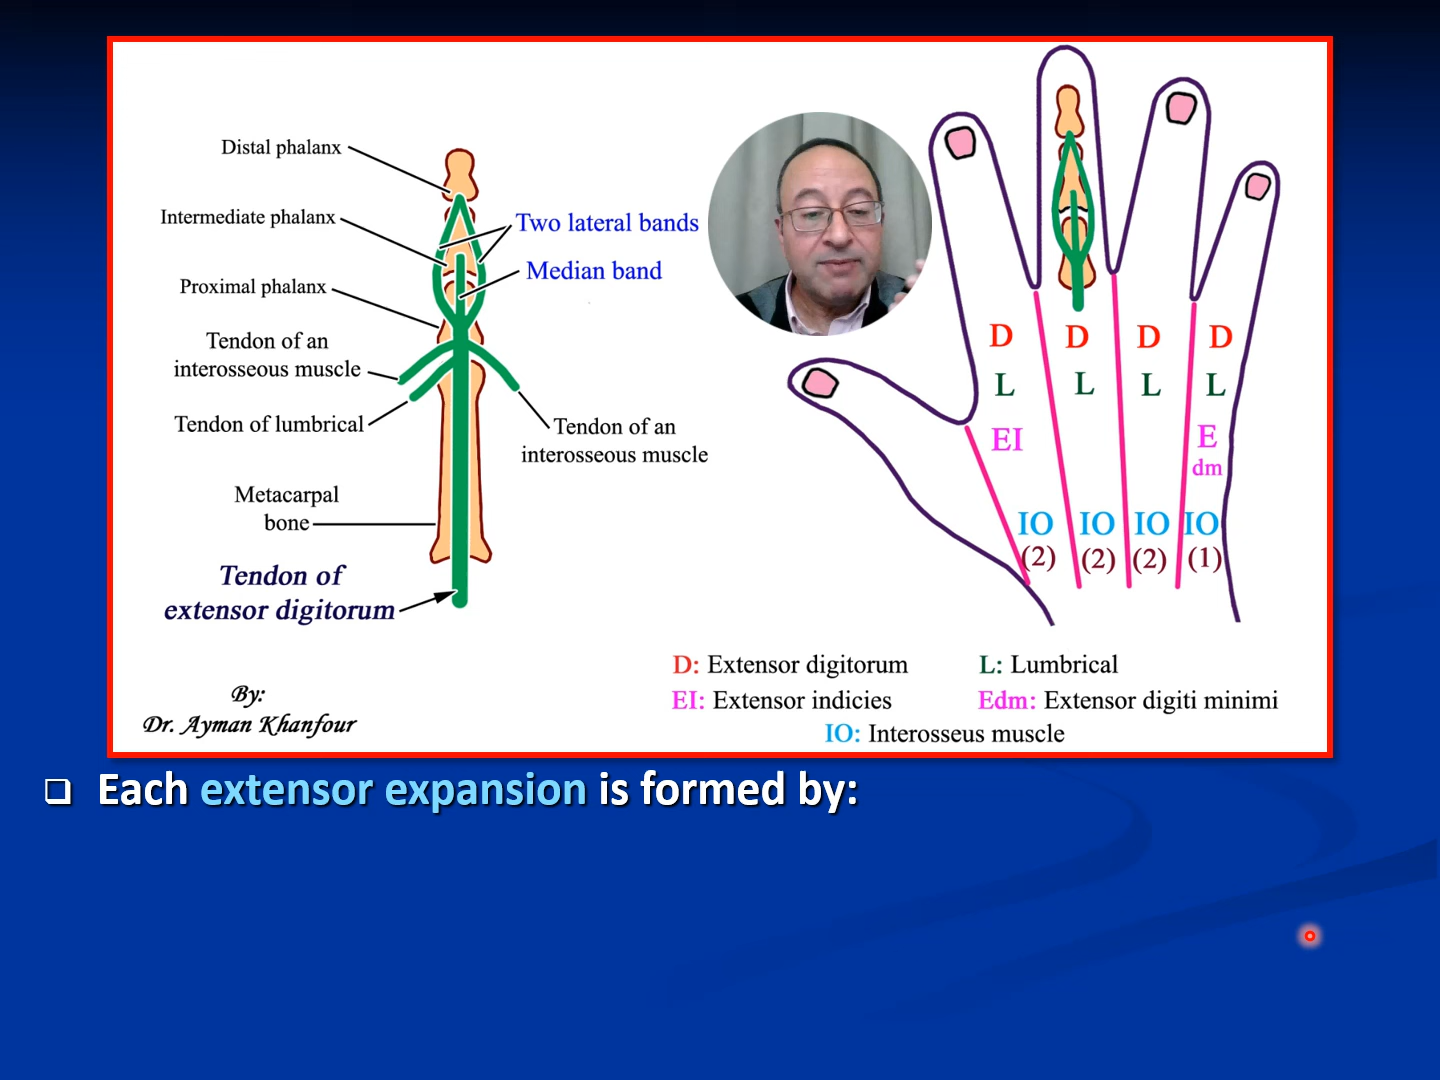 Distal phalanx
Intermediate phalanx
Two lateral bands
Median band
Proximal phalanx
Tendon of an
interosseous muscle
Tendon of lumbrical
Tendon of an
interosseous muscle
Metacarpal
bone
Tendon of
extensor digitorum
By:
Dr. Ayman Khanfour
D D D D
L L L L
EI E
dm
IO IO IO IO
(2) (2) (2) (1)
D: Extensor digitorum L: Lumbrical
EI: Extensor indicies Edm: Extensor digiti minimi
IO: Interosseus muscle
Each extensor expansion is formed by: